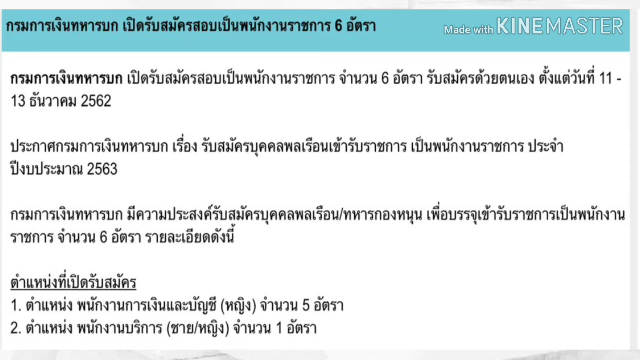 กรมการเงินทหารบก เปิดรับสมัครสอบเป็นพนักงานราชการ 6 อัตรา
Made with KINEMASTER
กรมการเงินทหารบก เปิดรับสมัครสอบเป็นพนักงานราชการ จำนวน 6 อัตรา รับสมัครด้วยตนเอง ตั้งแต่วันที่ 11 -
13 ธันวาคม 2562
ประกาศกรมการเงินทหารบก เรื่อง รับสมัครบุคคลพลเรือนเข้ารับราชการ เป็นพนักงานราชการ ประจำ
ปีงบประมาณ 2563
กรมการเงินทหารบก มีความประสงค์รับสมัครบุคคลพลเรือน/ทหารกองหนุน เพื่อบรรจุเข้ารับราชการเป็นพนักงาน
ราชการ จำนวน 6 อัตรา รายละเอียดดังนี้
ตำแหน่งที่เปิดรับสมัคร
1. ตำแหน่ง พนักงานการเงินและบัญชี (หญิง) จำนวน 5 อัตรา
2. ตำแหน่ง พนักงานบริการ (ชาย/หญิง) จำนวน 1 อัตรา